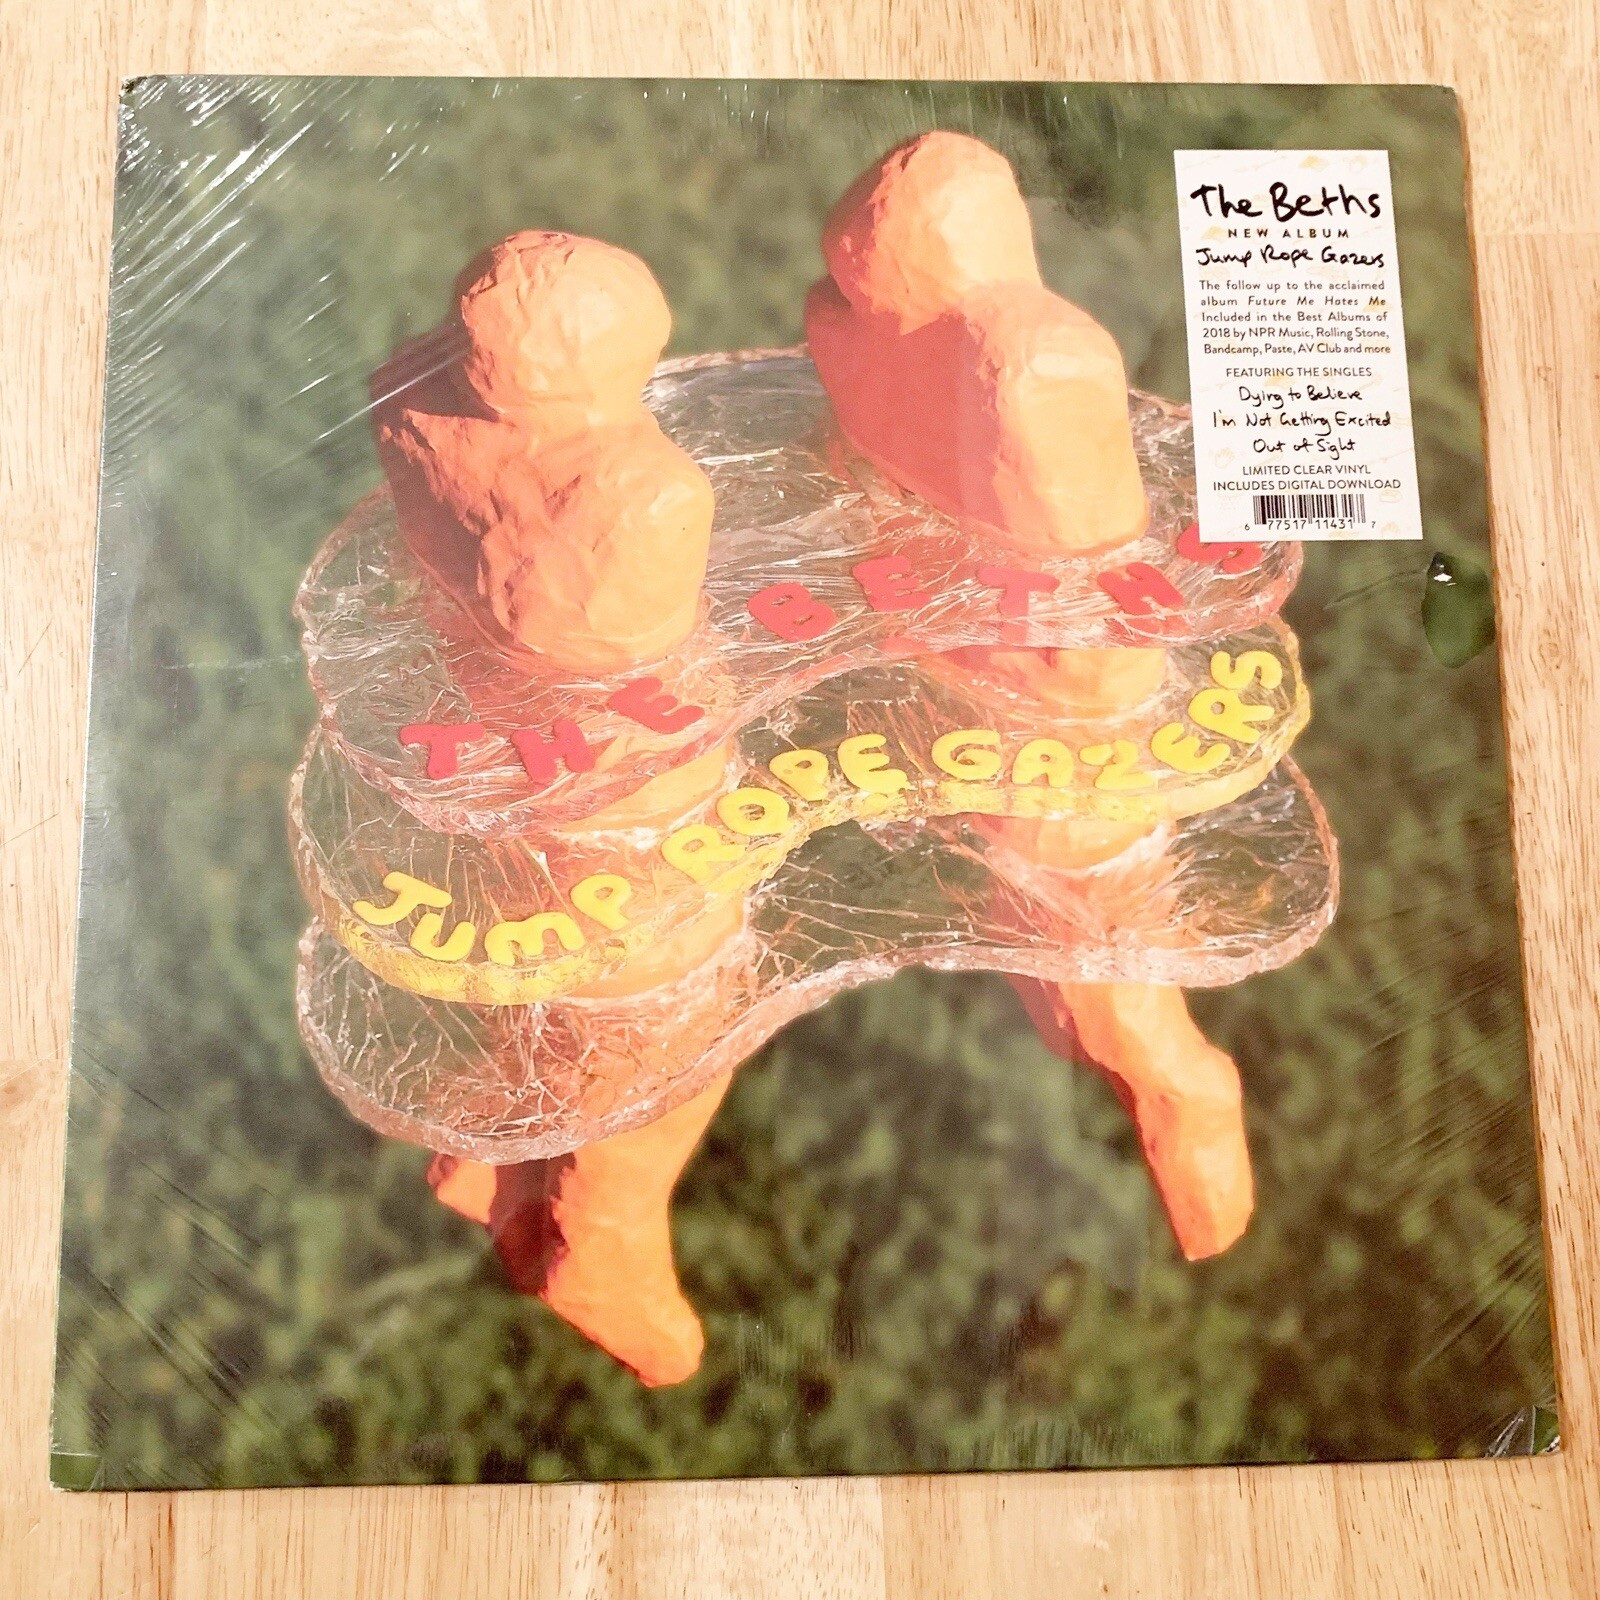 The Beths
NEW ALBUM
Jump Rope Gazers
The follow up to the acclaimed
album Future Me Hates Me
Included in the Best Albums of
2018 by NPR Music, Rolling Stone,
Bandcamp, Paste, AV Club and more
FEATURING THE SINGLES
Dying to Believe
I'm Not Getting Excited
Out of Sight
LIMITED CLEAR VINYL
INCLUDES DIGITAL DOWNLOAD
6 77517 11431 7
THE BETHS
JUMP ROPE GAZERS